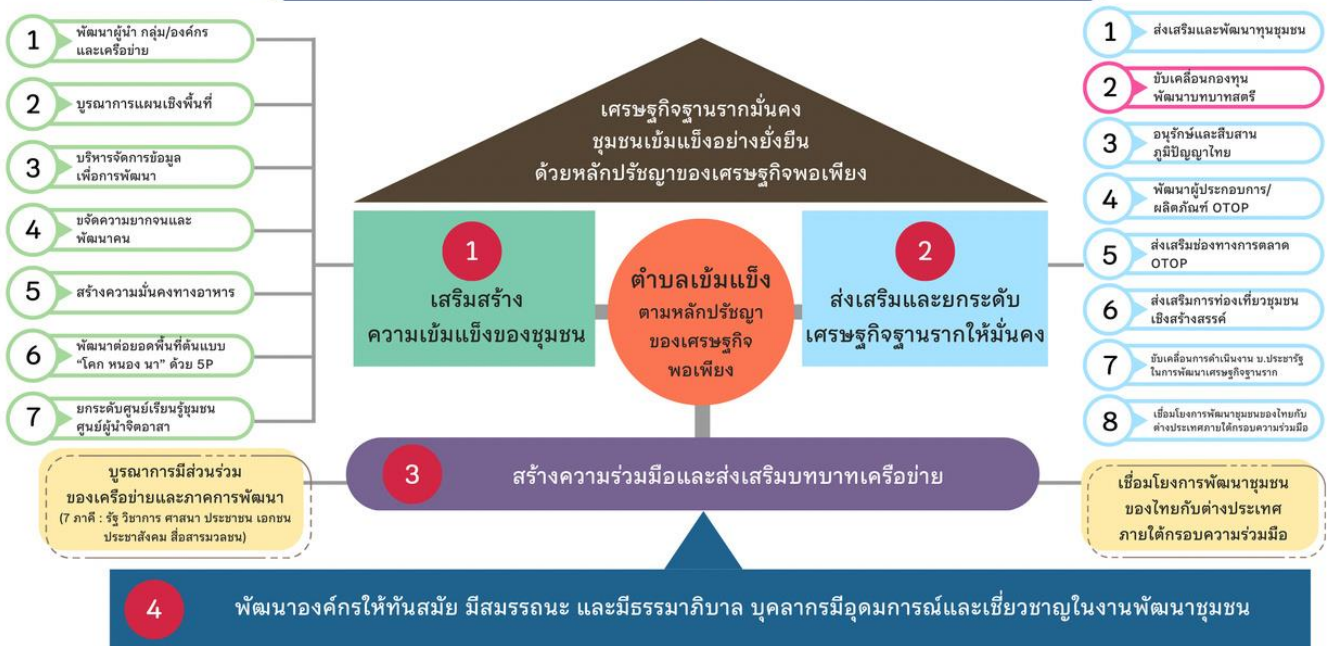 1
พัฒนาผู้นำ กลุ่ม/องค์กร
และเครือข่าย
2
บูรณาการแผนเชิงพื้นที่
3
บริหารจัดการข้อมูล
เพื่อการพัฒนา
4
ขจัดความยากจนและ
พัฒนาคน
5
สร้างความมั่นคงทางอาหาร
6
พัฒนาต่อยอดพื้นที่ต้นแบบ
"โคก หนอง นา" ด้วย 5P
7
ยกระดับศูนย์เรียนรู้ชุมชน
ศูนย์ผู้นำจิตอาสา
เศรษฐกิจฐานรากมั่นคง
ชุมชนเข้มแข็งอย่างยั่งยืน
ด้วยหลักปรัชญาของเศรษฐกิจพอเพียง
1
เสริมสร้าง
ความเข้มแข็งของชุมชน
ตำบลเข้มแข็ง
ตามหลักปรัชญา
ของเศรษฐกิจ
พอเพียง
2
ส่งเสริมและยกระดับ
เศรษฐกิจฐานรากให้มั่นคง
1
ส่งเสริมและพัฒนาทุนชุมชน
2
ขับเคลื่อนกองทุน
พัฒนาบทบาทสตรี
3
อนุรักษ์และสืบสาน
ภูมิปัญญาไทย
4
พัฒนาผู้ประกอบการ/
ผลิตภัณฑ์ OTOP
5
ส่งเสริมช่องทางการตลาด
OTOP
6
ส่งเสริมการท่องเที่ยวชุมชน
เชิงสร้างสรรค์
7
ขับเคลื่อนการดำเนินงาน บ.ประชารัฐ
ในการพัฒนาเศรษฐกิจฐานราก
8
เชื่อมโยงการพัฒนาชุมชนของไทยกับ
ต่างประเทศภายใต้กรอบความร่วมมือ
บูรณาการมีส่วนร่วม
ของเครือข่ายและภาคการพัฒนา
(7 ภาคี : รัฐ วิชาการ ศาสนา ประชาชน เอกชน
ประชาสังคม สื่อสารมวลชน)
3
สร้างความร่วมมือและส่งเสริมบทบาทเครือข่าย
เชื่อมโยงการพัฒนาชุมชน
ของไทยกับต่างประเทศ
ภายใต้กรอบความร่วมมือ
4
พัฒนาองค์กรให้ทันสมัย มีสมรรถนะ และมีธรรมาภิบาล บุคลากรมีอุดมการณ์และเชี่ยวชาญในงานพัฒนาชุมชน